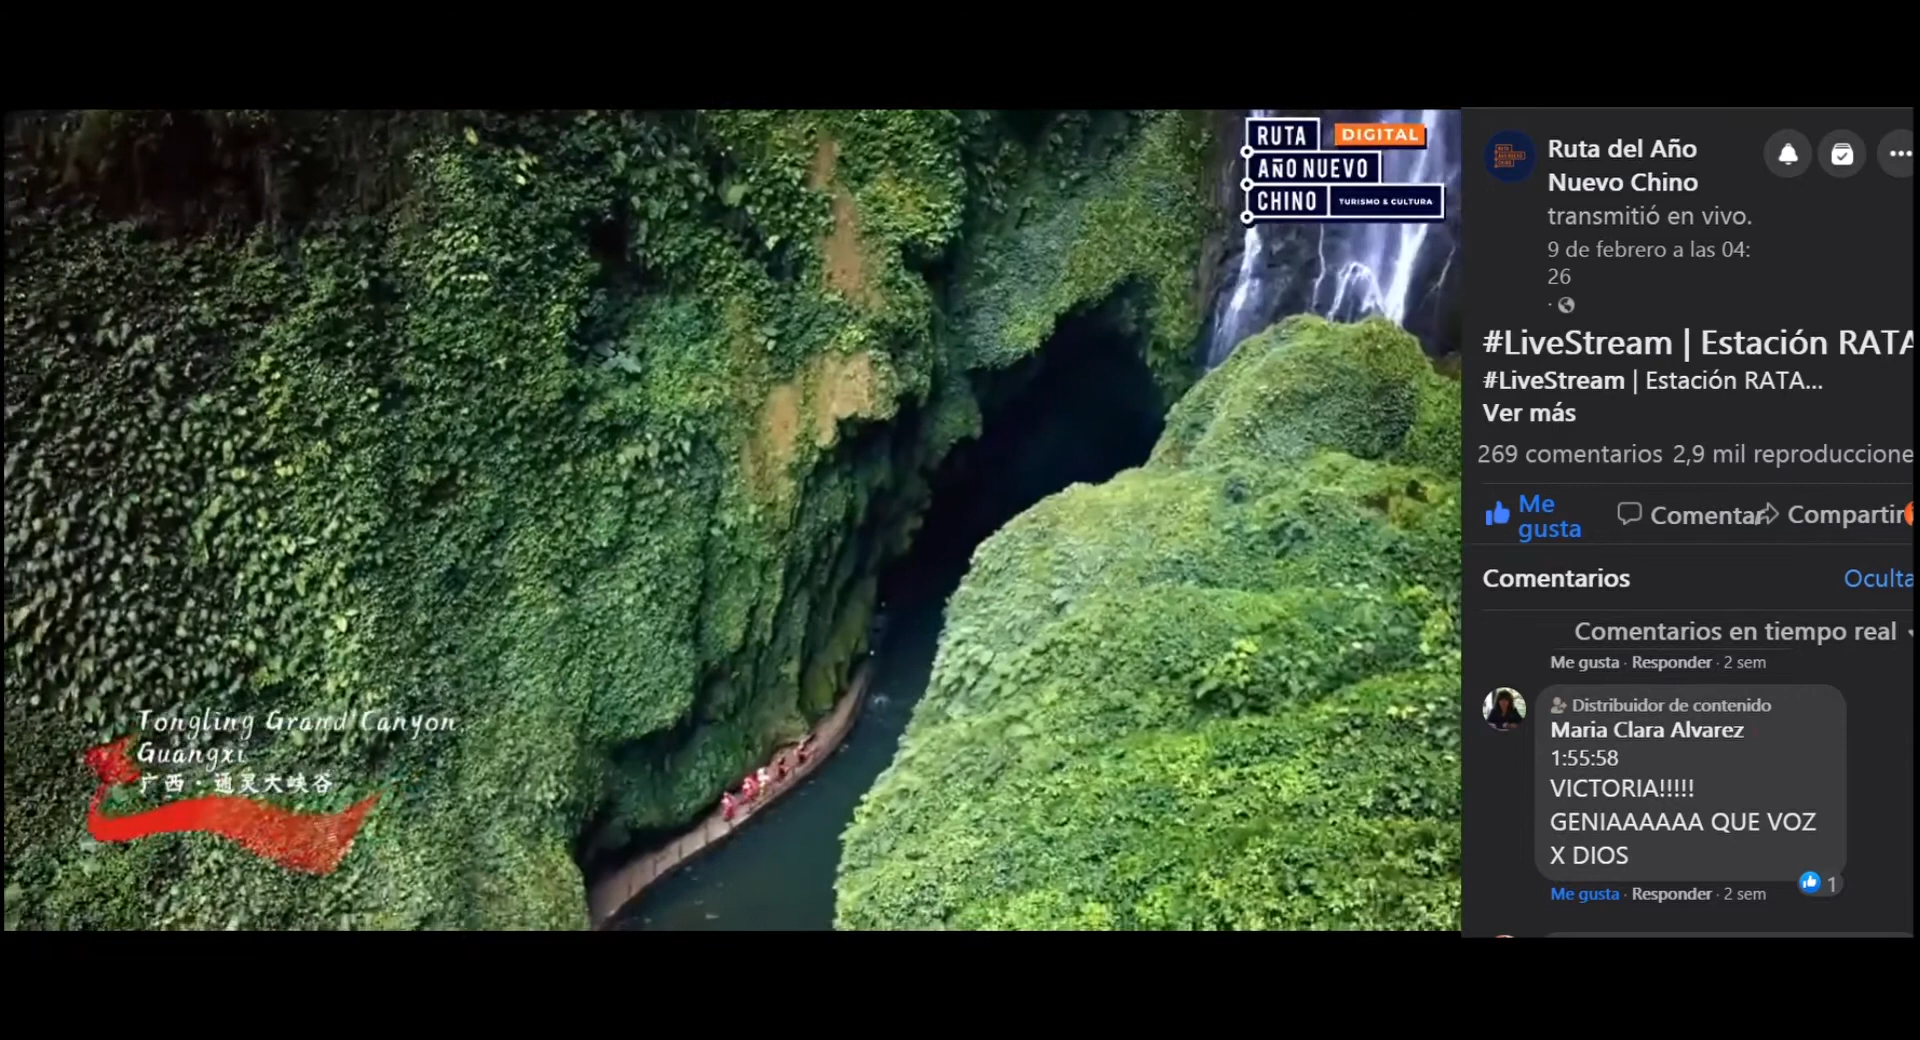 RUTA DIGITAL
AÑO NUEVO
CHINO TURISMO & CULTURA
Tongling Grand Canyon,
Guangxi
广西·通灵大峡谷
Ruta del Año
Nuevo Chino
transmitió en vivo.
9 de febrero a las 04:
26
#LiveStream | Estación RATA
#LiveStream | Estación RATA...
Ver más
269 comentarios 2,9 mil reproduccione
Me
gusta
Comentar
Compartir
Comentarios
Oculta
Comentarios en tiempo real
Me gusta · Responder · 2 sem
Distribuidor de contenido
Maria Clara Alvarez
1:55:58
VICTORIA!!!!!
GENIAAAAAA QUE VOZ
X DIOS
Me gusta · Responder · 2 sem
1